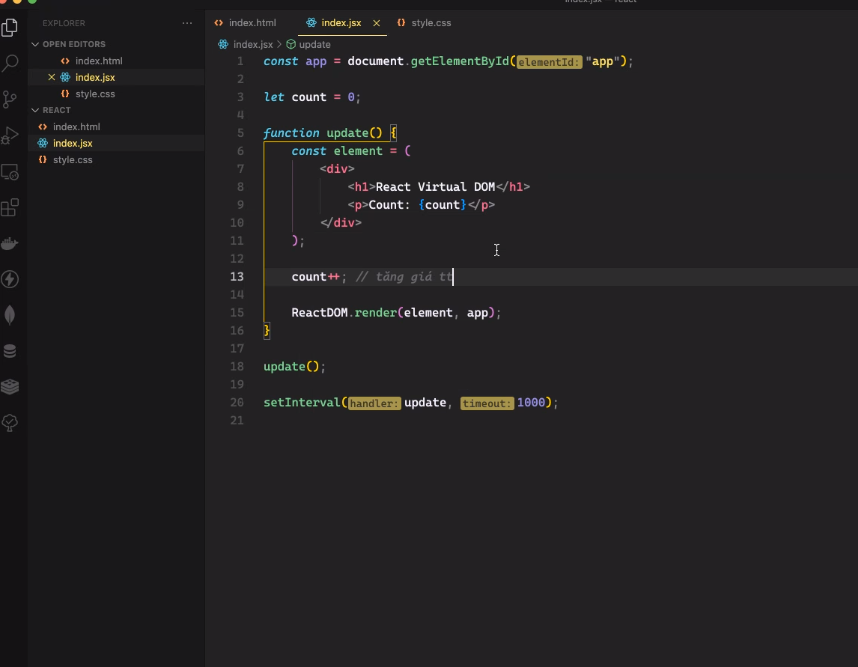 EXPLORER
...
OPEN EDITORS
index.html
index.jsx
style.css
REACT
index.html
index.jsx
style.css
index.html index.jsx style.css
index.jsx > update
1 const app = document.getElementById(elementId: "app");
2
3 let count = 0;
4
5 function update() {
6 const element = (
7 <div>
8 <h1>React Virtual DOM</h1>
9 <p>Count: {count}</p>
10 </div>
11 );
12
13 count++; // tăng giá tt
14
15 ReactDOM.render(element, app);
16 }
17
18 update();
19
20 setInterval(handler: update, timeout: 1000);
21